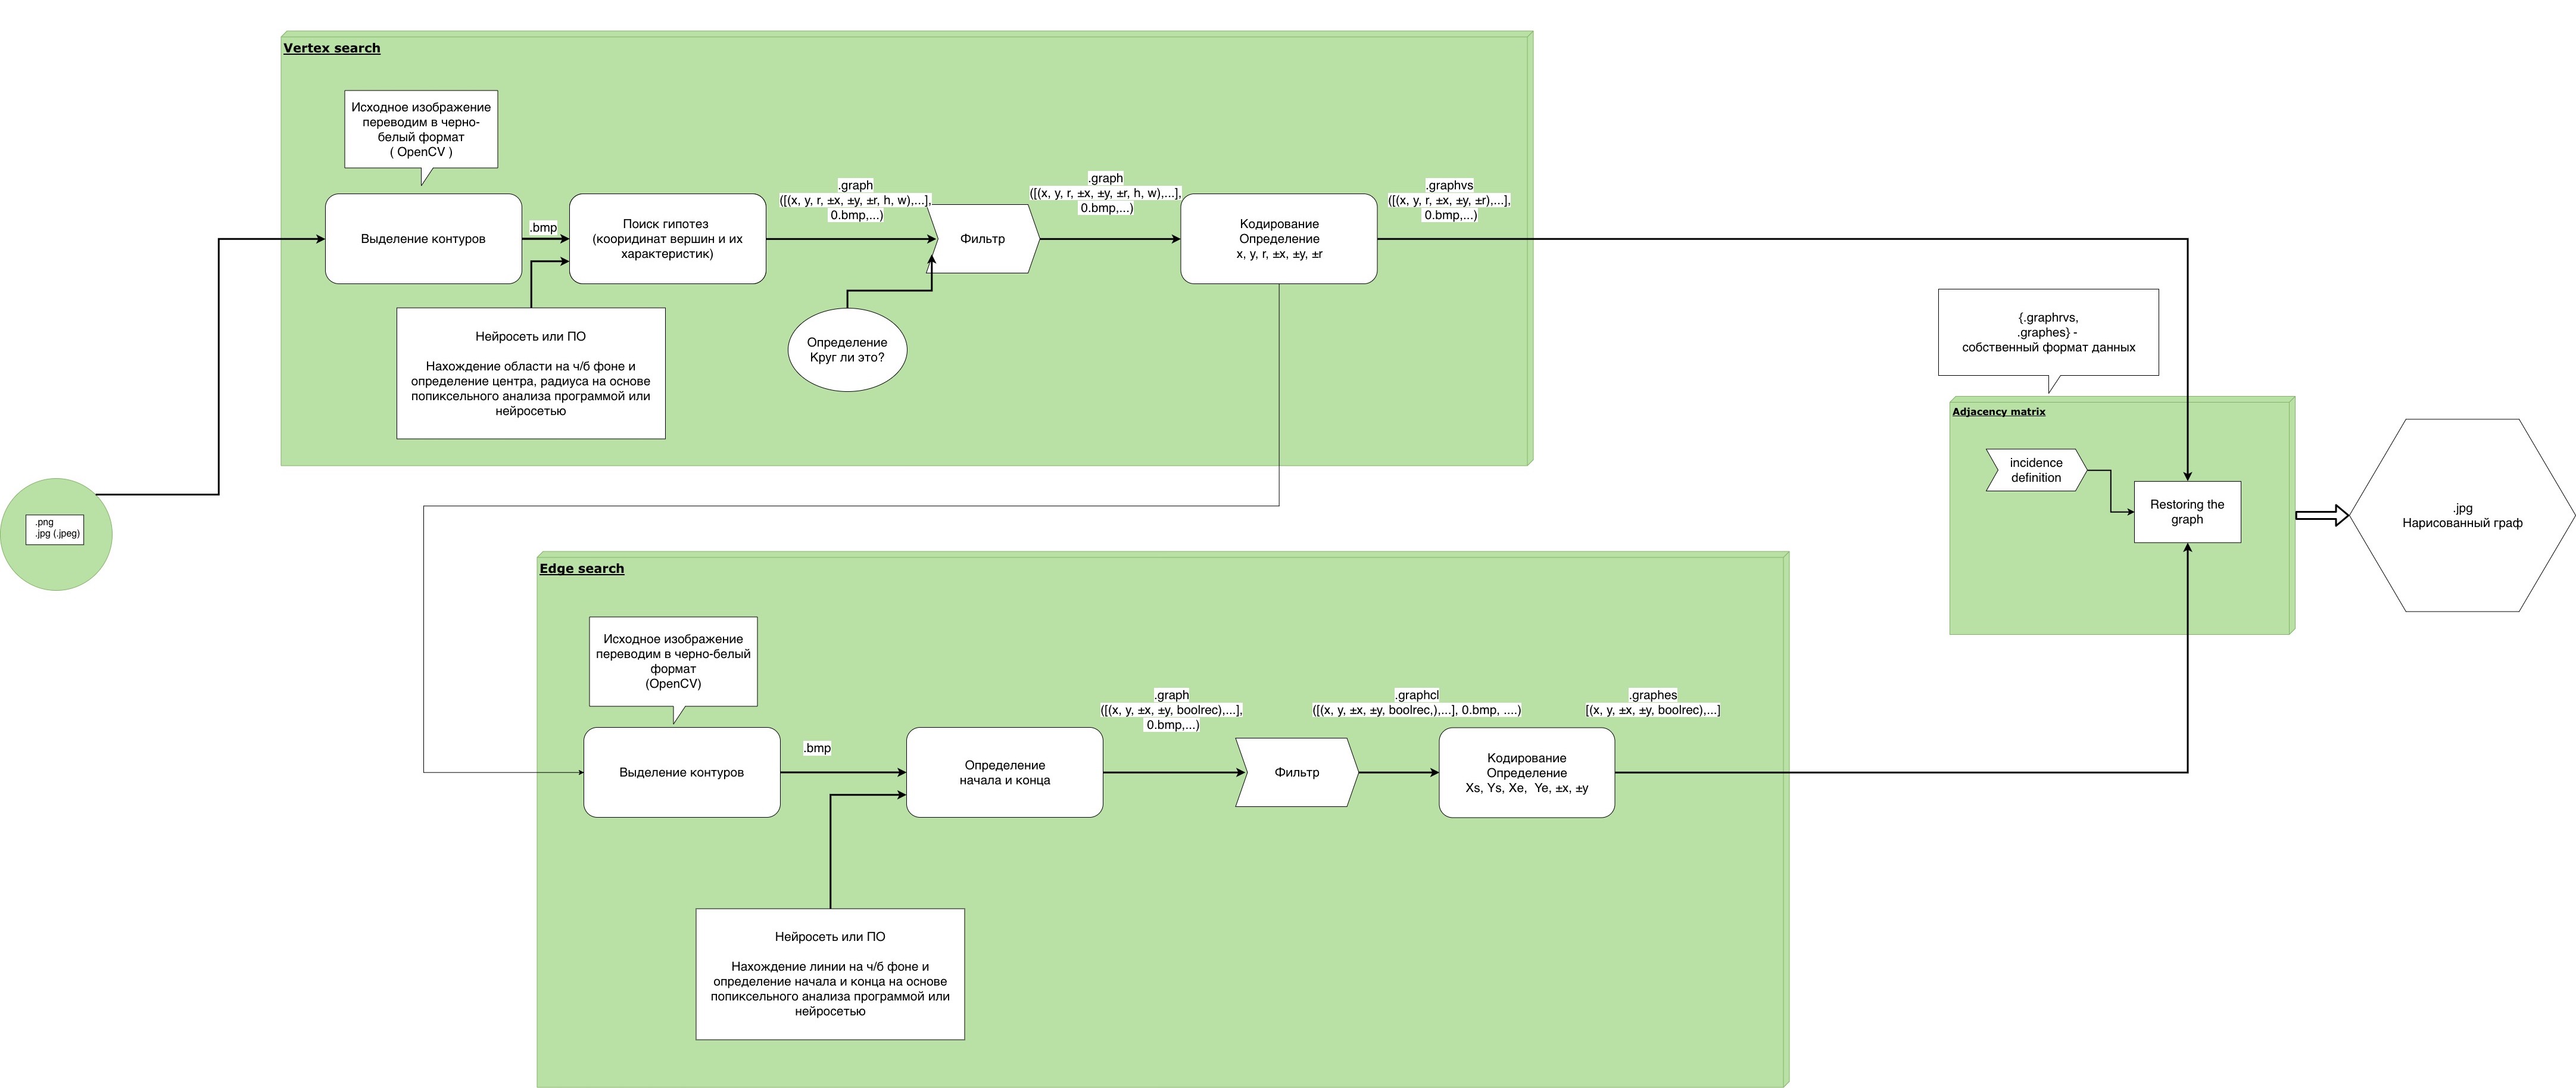 Vertex search
Исходное изображение
переводим в черно-
белый формат
( OpenCV )
Выделение контуров
.bmp
Поиск гипотез
(кооридинат вершин и их
характеристик)
Нейросеть или ПО
Нахождение области на ч/б фоне и
определение центра, радиуса на основе
попиксельного анализа программой или
нейросетью
.graph
([(x, y, r, ±x, ±y, ±r, h, w),...],
0.bmp,...)
Фильтр
Определение
Круг ли это?
.graph
([(x, y, r, ±x, ±y, ±r, h, w),...],
0.bmp,...)
Кодирование
Определение
x, y, r, ±x, ±y, ±r
.graphvs
([(x, y, r, ±x, ±y, ±r),...],
0.bmp,...)
{.graphrvs,
.graphes} -
собственный формат данных
Adjacency matrix
incidence
definition
Restoring the
graph
.jpg
Нарисованный граф
.png
.jpg (.jpeg)
Edge search
Исходное изображение
переводим в черно-белый
формат
(OpenCV)
Выделение контуров
.bmp
Определение
начала и конца
Нейросеть или ПО
Нахождение линии на ч/б фоне и
определение начала и конца на основе
попиксельного анализа программой или
нейросетью
.graph
([(x, y, ±x, ±y, boolrec),...],
0.bmp,...)
Фильтр
.graphcl
([(x, y, ±x, ±y, boolrec,),...], 0.bmp, ....)
Кодирование
Определение
Xs, Ys, Xe, Ye, ±x, ±y
.graphes
[(x, y, ±x, ±y, boolrec),...]